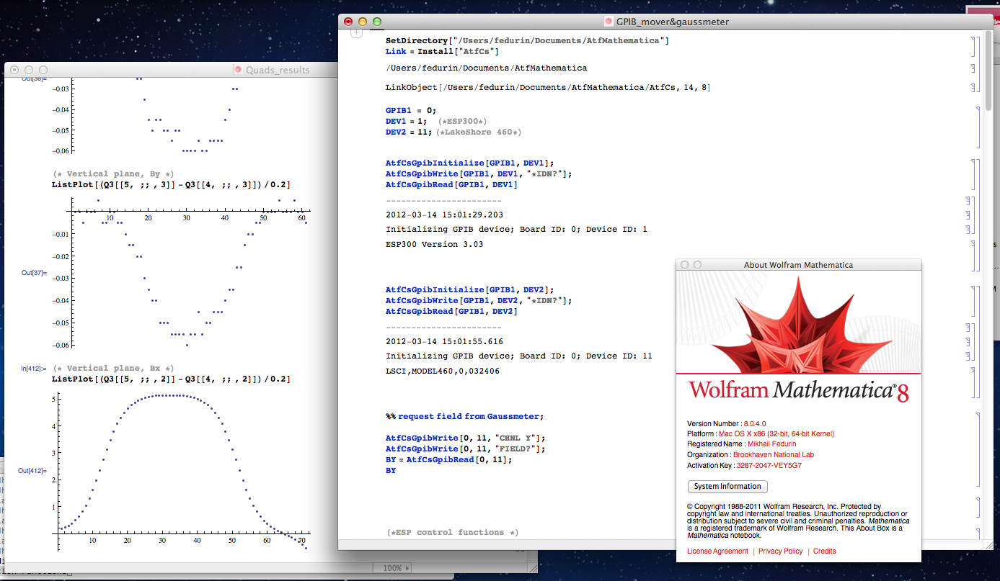 Quads_results
Out[36]=
-0.03
-0.04
-0.05
-0.06
(* Vertical plane, By *)
ListPlot[(Q3[[5, ;; , 3]] - Q3[[4, ;; , 3]]) / 0.2]
10 20 30 40 50 60
-0.01
-0.02
-0.03
-0.04
-0.05
-0.06
Out[37]=
In[412]:= (* Vertical plane, Bx *)
ListPlot[(Q3[[5, ;; , 2]] - Q3[[4, ;; , 2]]) / 0.2]
5
4
3
2
1
Out[412]=
10 20 30 40 50 60 70
100%
GPIB_mover&gaussmeter
SetDirectory["/Users/fedurin/Documents/AtfMathematica"]
Link = Install["AtfCs"]
/Users/fedurin/Documents/AtfMathematica
LinkObject[/Users/fedurin/Documents/AtfMathematica/AtfCs, 14, 8]
GPIB1 = 0;
DEV1 = 1; (*ESP300*)
DEV2 = 11; (*LakeShore 460*)
AtfCsGpibInitialize[GPIB1, DEV1];
AtfCsGpibWrite[GPIB1, DEV1, "*IDN?"];
AtfCsGpibRead[GPIB1, DEV1]
------------------------
2012-03-14 15:01:29.203
Initializing GPIB device; Board ID: 0; Device ID: 1
ESP300 Version 3.03
AtfCsGpibInitialize[GPIB1, DEV2];
AtfCsGpibWrite[GPIB1, DEV2, "*IDN?"];
AtfCsGpibRead[GPIB1, DEV2]
------------------------
2012-03-14 15:01:55.616
Initializing GPIB device; Board ID: 0; Device ID: 11
LSCI,MODEL460,0,032406
%% request field from Gaussmeter;
AtfCsGpibWrite[0, 11, "CHNL Y"];
AtfCsGpibWrite[0, 11, "FIELD?"];
BY = AtfCsGpibRead[0, 11];
BY
(*ESP control functions *)
About Wolfram Mathematica
Wolfram Mathematica® 8
Version Number : 8.0.4.0
Platform : Mac OS X x86 (32-bit, 64-bit Kernel)
Registered Name : Mikhail Fedurin
Organization : Brookhaven National Lab
Activation Key : 3287-2047-VEY5G7
System Information
© Copyright 1988-2011 Wolfram Research, Inc. Protected by
copyright law and international treaties. Unauthorized reproduction or
distribution subject to severe civil and criminal penalties. Mathematica
is a registered trademark of Wolfram Research. This About Box is a
Mathematica notebook.
License Agreement | Privacy Policy | Credits